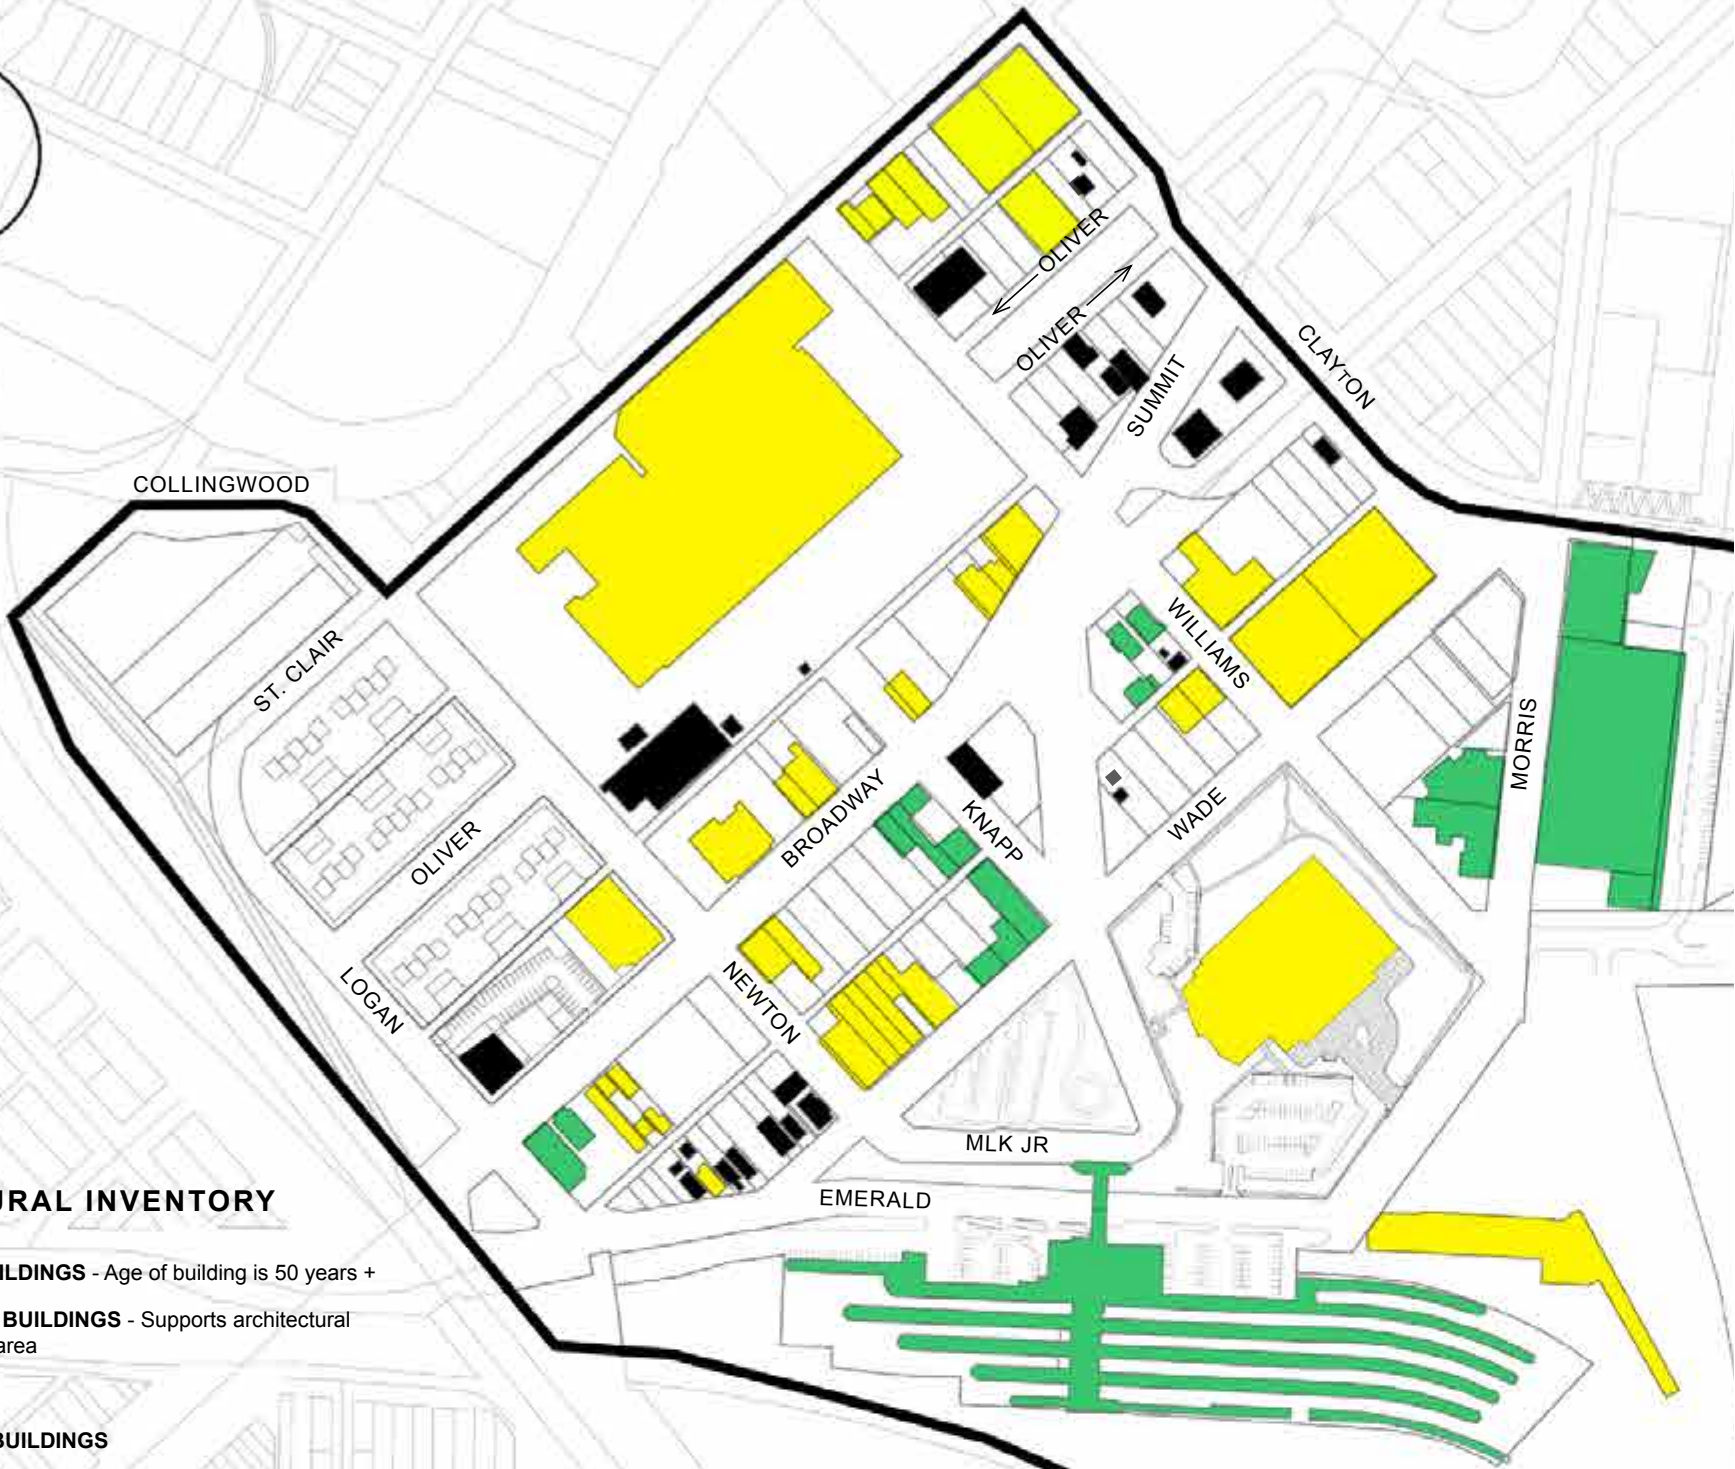 OLIVER
OLIVER
CLAYTON
SUMMIT
COLLINGWOOD
ST. CLAIR
WILLIAMS
MORRIS
BROADWAY
KNAPP
WADE
OLIVER
LOGAN
NEWTON
MLK JR
EMERALD
URAL INVENTORY
ILDINGS - Age of building is 50 years +
BUILDINGS - Supports architectural
area
BUILDINGS